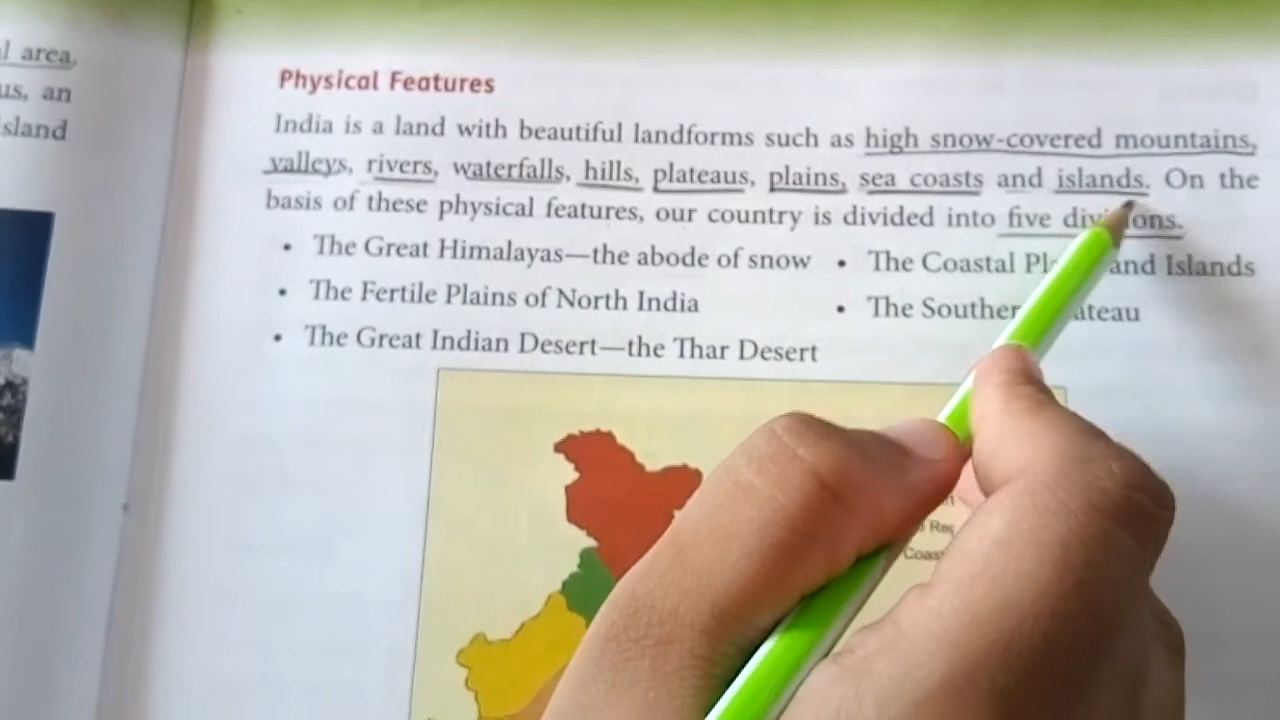 l area,
us, an
sland
Physical Features
India is a land with beautiful landforms such as high snow-covered mountains,
valleys, rivers, waterfalls, hills, plateaus, plains, sea coasts and islands. On the
basis of these physical features, our country is divided into five divisions.
• The Great Himalayas—the abode of snow
• The Fertile Plains of North India
• The Great Indian Desert—the Thar Desert
• The Coastal Pl and Islands
• The Souther ateau
Coas